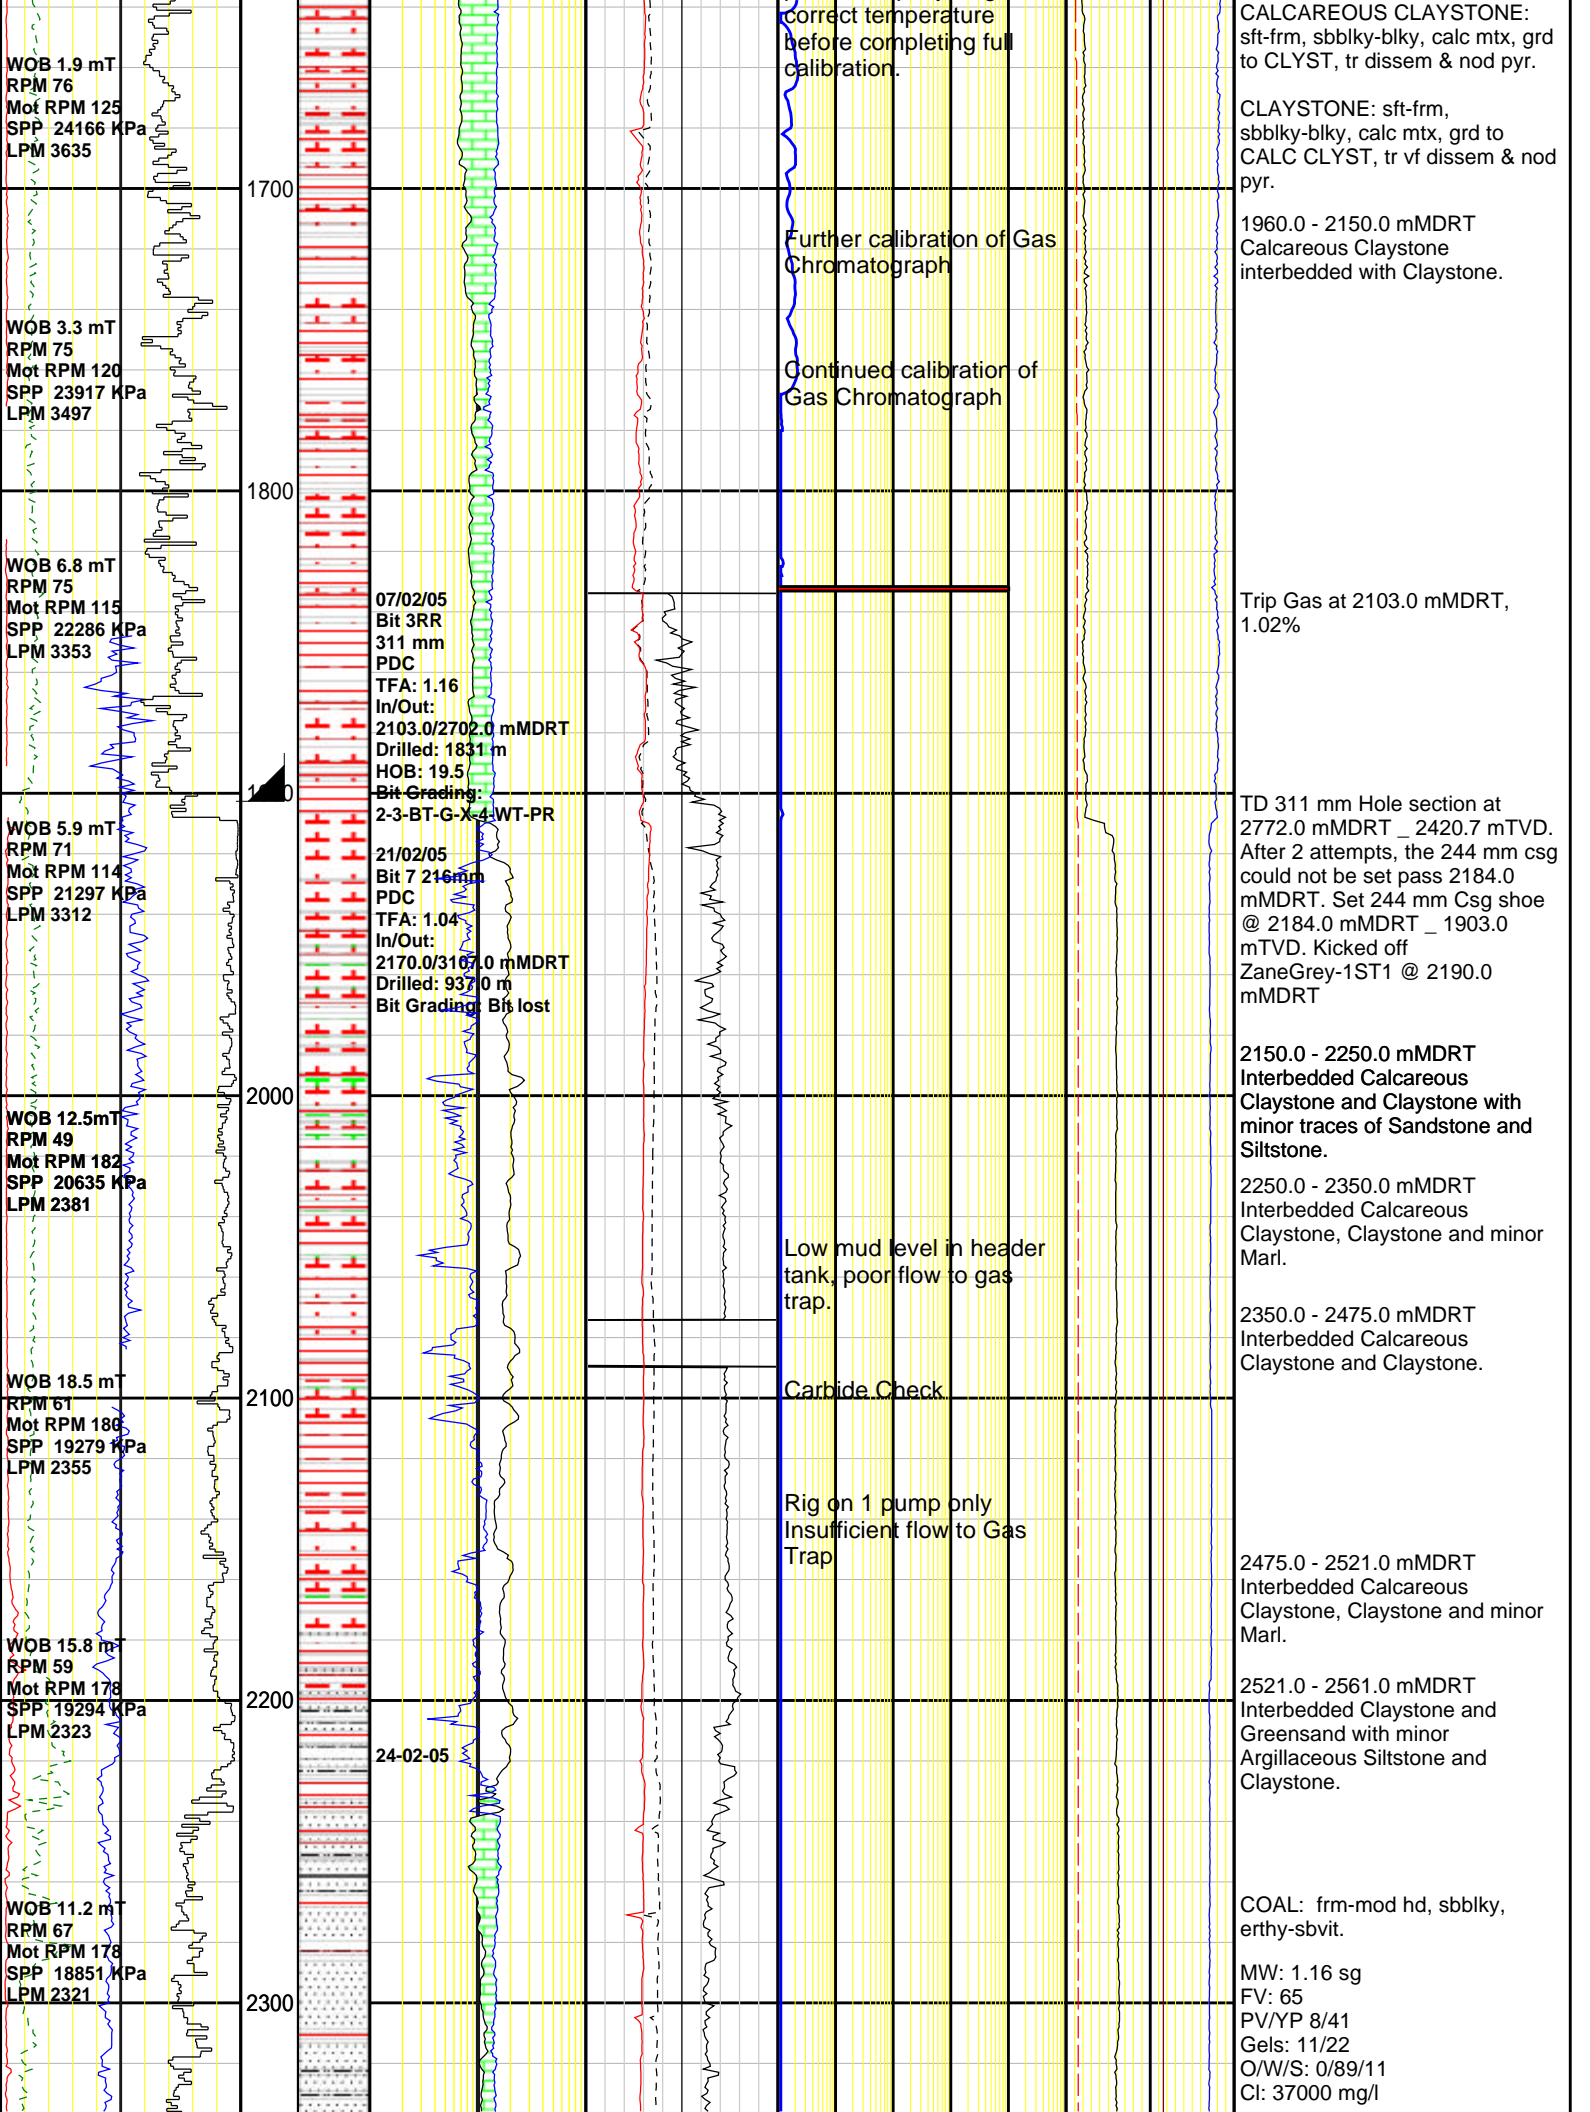 correct temperature
before completing full
calibration.
CALCAREOUS CLAYSTONE:
sft-frm, sbblky-blky, calc mtx, grd
to CLYST, tr dissem & nod pyr.
CLAYSTONE: sft-frm,
sbblky-blky, calc mtx, grd to
CALC CLYST, tr vf dissem & nod
pyr.
WOB 1.9 mT
RPM 76
Mot RPM 125
SPP 24166 KPa
LPM 3635
1700
1960.0 - 2150.0 mMDRT
Calcareous Claystone
interbedded with Claystone.
Further calibration of Gas
Chromatograph
WOB 3.3 mT
RPM 75
Mot RPM 120
SPP 23917 KPa
LPM 3497
Continued calibration of
Gas Chromatograph
1800
WOB 6.8 mT
RPM 75
Mot RPM 115
SPP 22286 KPa
LPM 3353
07/02/05
Bit 3RR
311 mm
PDC
TFA: 1.16
In/Out:
2103.0/2702.0 mMDRT
Drilled: 1831 m
HOB: 19.5
Bit Grading:
2-3-BT-G-X-4-WT-PR
Trip Gas at 2103.0 mMDRT,
1.02%
TD 311 mm Hole section at
2772.0 mMDRT _ 2420.7 mTVD.
After 2 attempts, the 244 mm csg
could not be set pass 2184.0
mMDRT. Set 244 mm Csg shoe
@ 2184.0 mMDRT _ 1903.0
mTVD. Kicked off
ZaneGrey-1ST1 @ 2190.0
mMDRT
WOB 5.9 mT
RPM 71
Mot RPM 114
SPP 21297 KPa
LPM 3312
21/02/05
Bit 7 216mm
PDC
TFA: 1.04
In/Out:
2170.0/3107.0 mMDRT
Drilled: 937.0 m
Bit Grading: Bit lost
2000
2150.0 - 2250.0 mMDRT
Interbedded Calcareous
Claystone and Claystone with
minor traces of Sandstone and
Siltstone.
WOB 12.5mT
RPM 49
Mot RPM 182
SPP 20635 KPa
LPM 2381
2250.0 - 2350.0 mMDRT
Interbedded Calcareous
Claystone, Claystone and minor
Marl.
Low mud level in header
tank, poor flow to gas
trap.
2350.0 - 2475.0 mMDRT
Interbedded Calcareous
Claystone and Claystone.
Carbide Check
2100
WOB 18.5 mT
RPM 61
Mot RPM 180
SPP 19279 KPa
LPM 2355
Rig on 1 pump only
Insufficient flow to Gas
Trap
2475.0 - 2521.0 mMDRT
Interbedded Calcareous
Claystone, Claystone and minor
Marl.
WOB 15.8 mT
RPM 59
Mot RPM 178
SPP 19294 KPa
LPM 2323
2200
24-02-05
2521.0 - 2561.0 mMDRT
Interbedded Claystone and
Greensand with minor
Argillaceous Siltstone and
Claystone.
WOB 11.2 mT
RPM 67
Mot RPM 178
SPP 18851 KPa
LPM 2321
2300
COAL: frm-mod hd, sbblky,
erthy-sbvit.
MW: 1.16 sg
FV: 65
PV/YP 8/41
Gels: 11/22
O/W/S: 0/89/11
Cl: 37000 mg/l